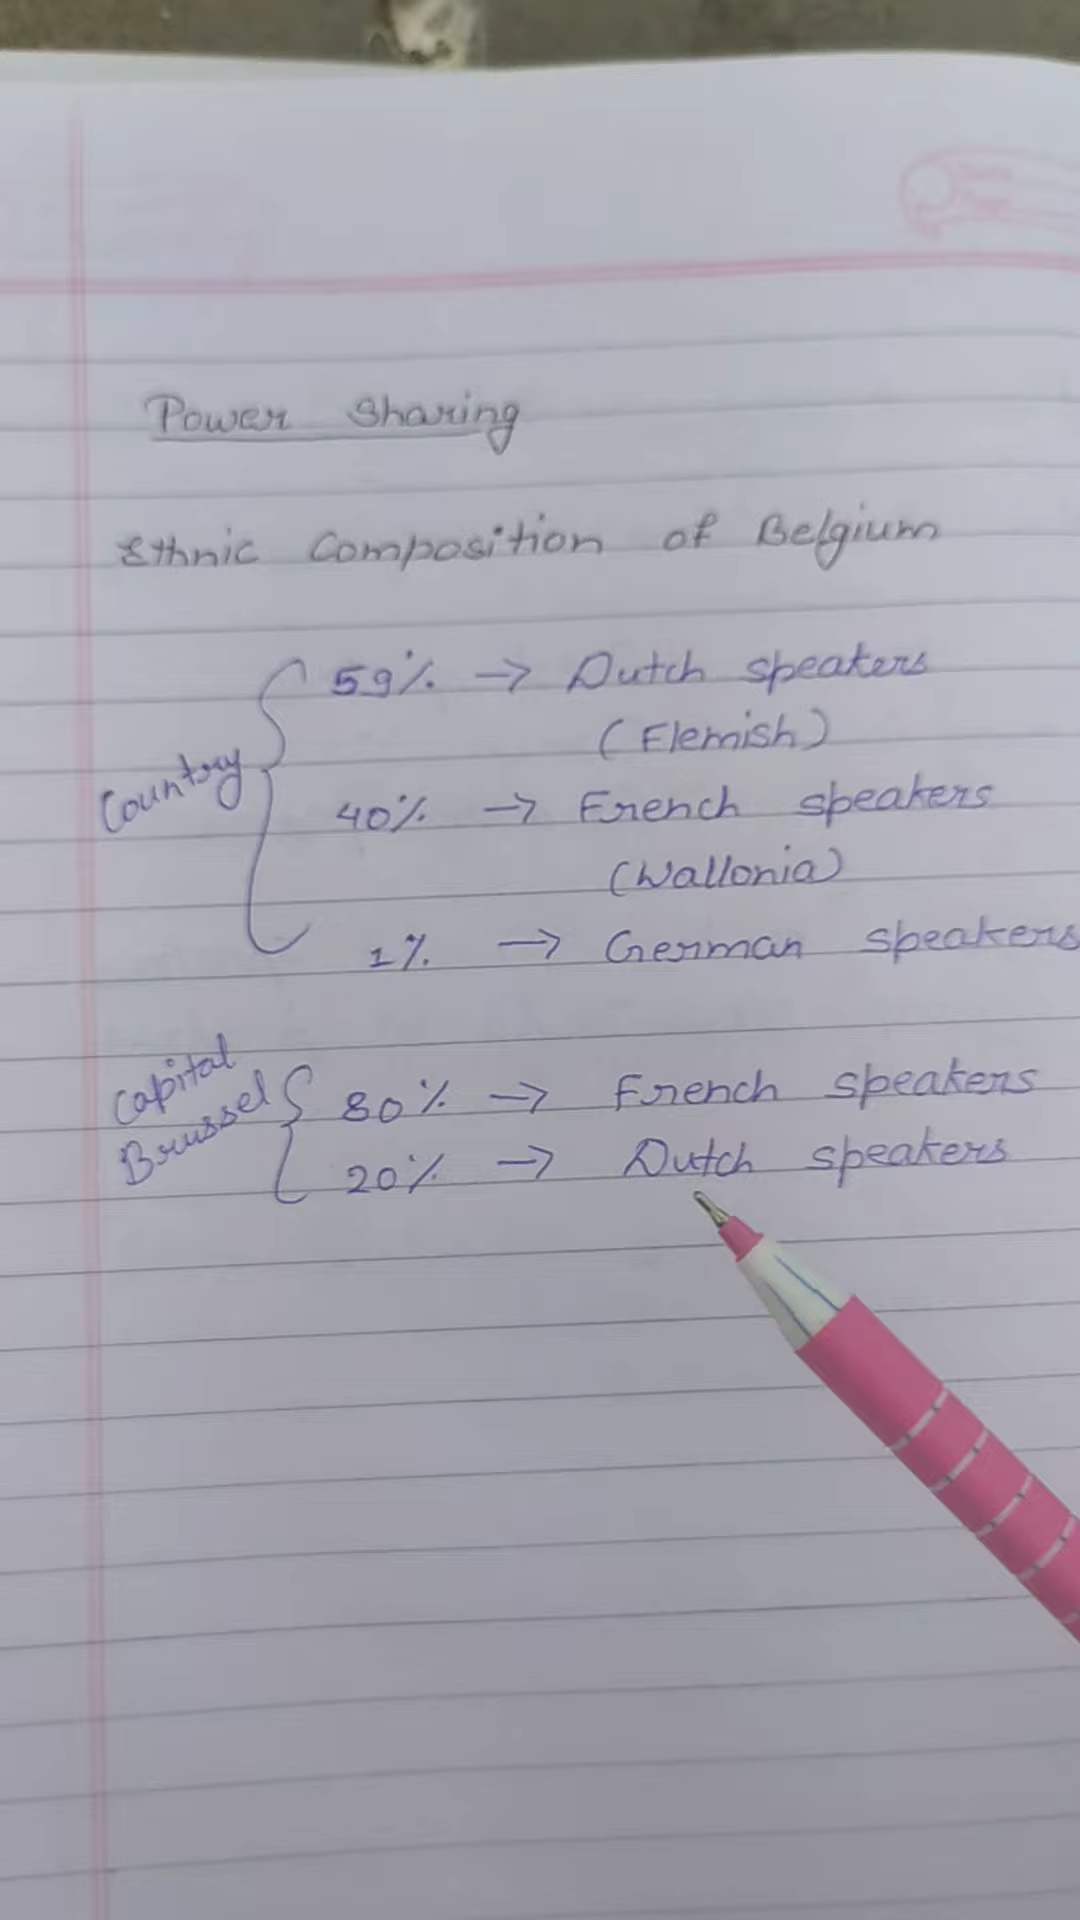 Power Sharing
Ethnic Composition of Belgium
Country
59% → Dutch speakers
(Flemish)
40% → French speakers
(Wallonia)
1% → German speakers
Capital
Brussel
80% → French speakers
20% → Dutch speakers